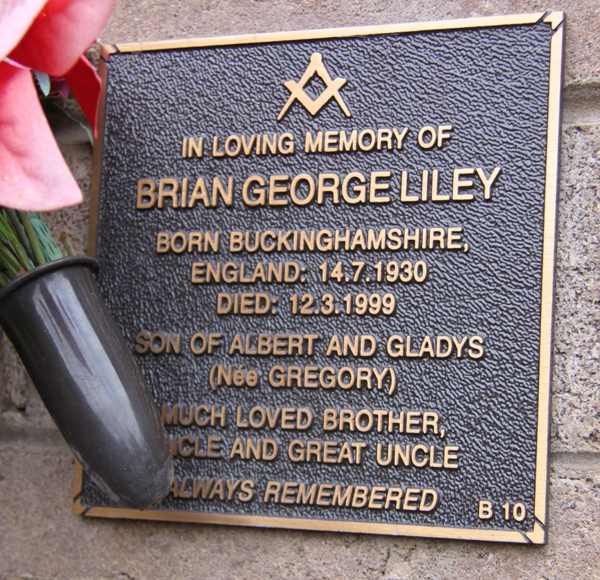 IN LOVING MEMORY OF
BRIAN GEORGE LILEY
BORN BUCKINGHAMSHIRE,
ENGLAND: 14.7.1930
DIED: 12.3.1999
SON OF ALBERT AND GLADYS
(Née GREGORY)
MUCH LOVED BROTHER,
UNCLE AND GREAT UNCLE
ALWAYS REMEMBERED
B 10